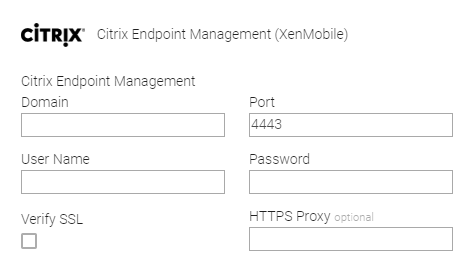 CITRIX Citrix Endpoint Management (XenMobile)
Citrix Endpoint Management
Domain Port
4443
User Name Password
Verify SSL HTTPS Proxy optional